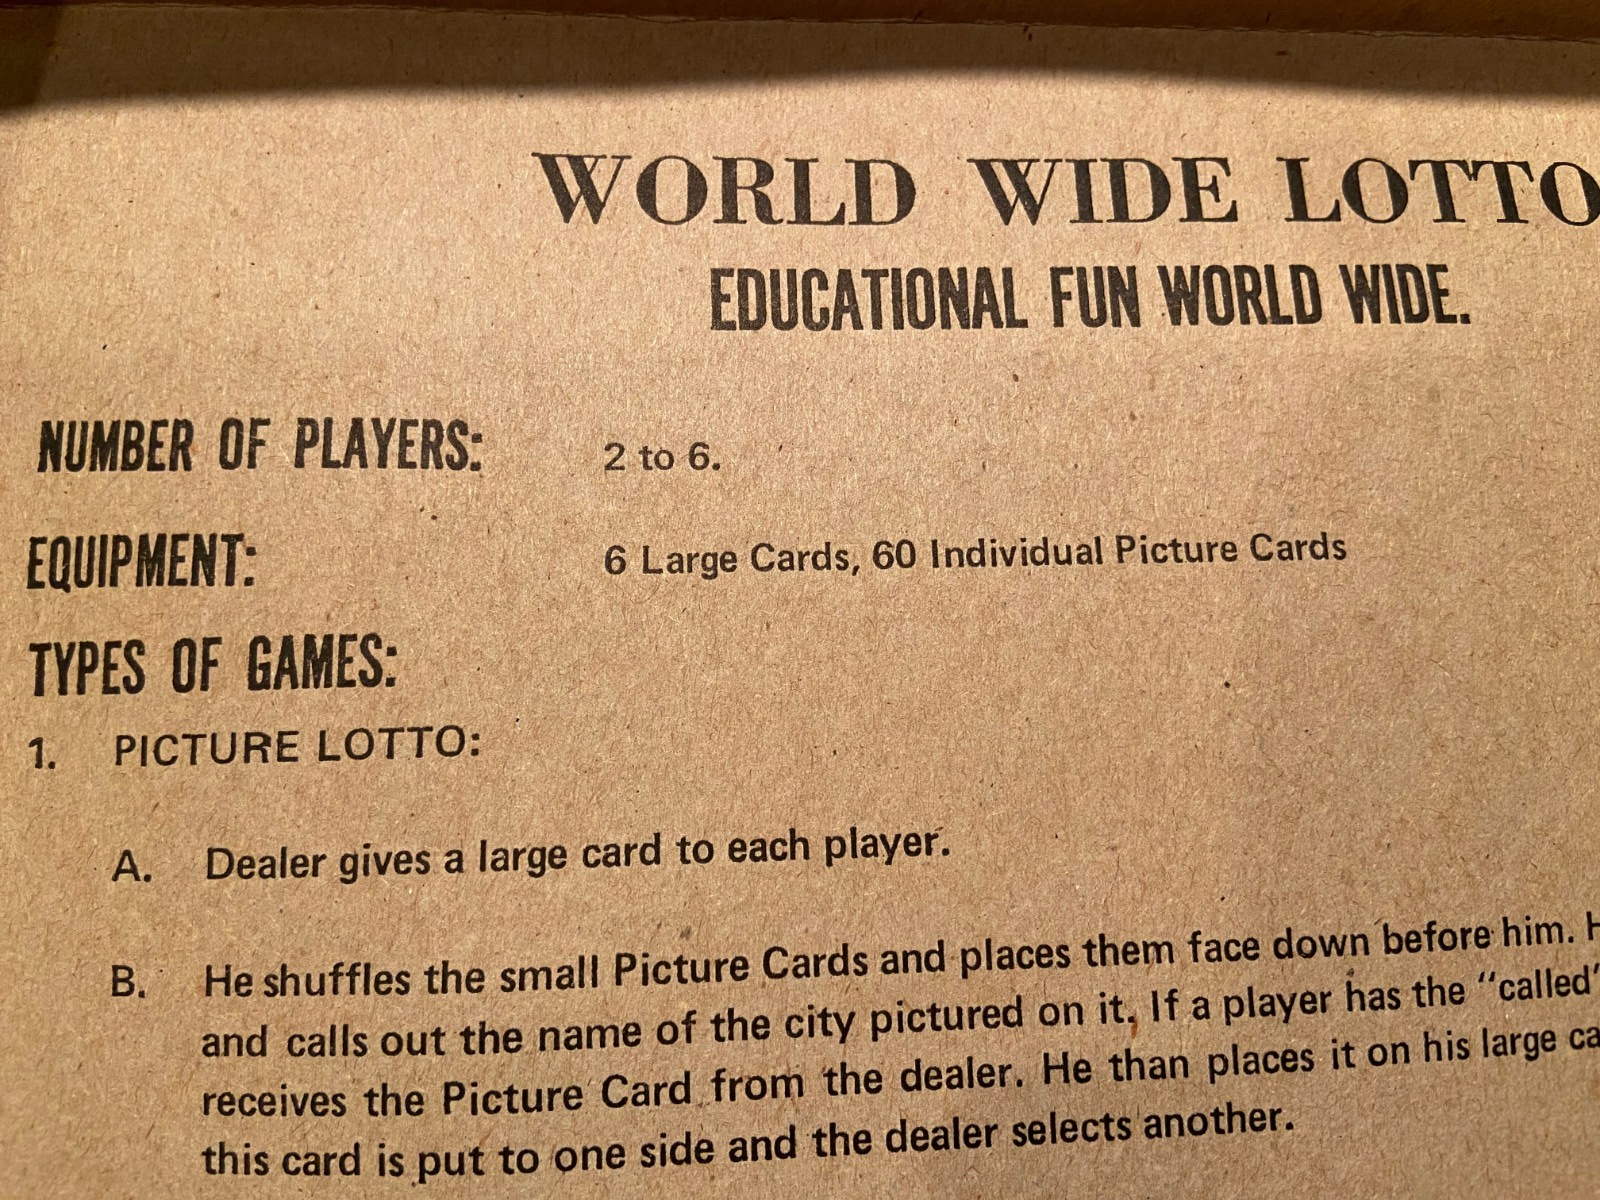 WORLD WIDE LOTTO
EDUCATIONAL FUN WORLD WIDE.
NUMBER OF PLAYERS: 2 to 6.
EQUIPMENT: 6 Large Cards, 60 Individual Picture Cards
TYPES OF GAMES:
1. PICTURE LOTTO:
A. Dealer gives a large card to each player.
B. He shuffles the small Picture Cards and places them face down before him.
and calls out the name of the city pictured on it. If a player has the "called"
receives the Picture Card from the dealer. He than places it on his large
this card is put to one side and the dealer selects another.